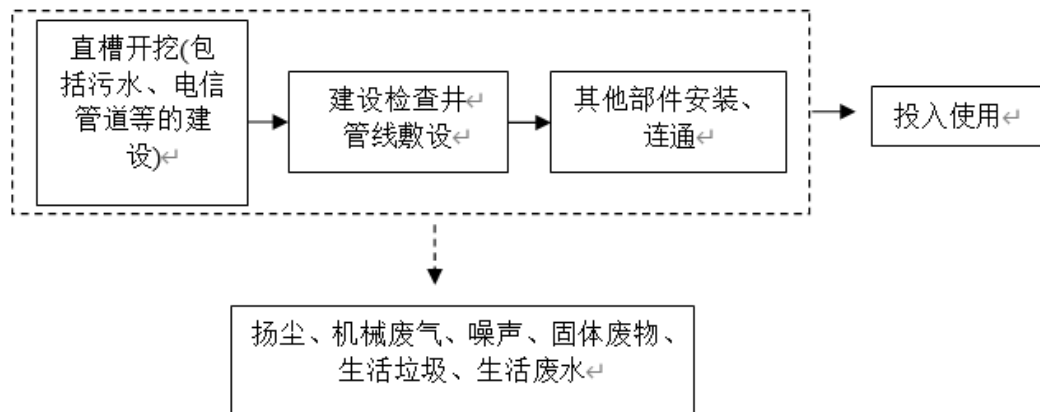 直槽开挖(包
括污水、电信
管道等的建
设)↵
建设检查井↵
管线敷设↵
其他部件安装、
连通↵
投入使用↵
扬尘、机械废气、噪声、固体废物、
生活垃圾、生活废水↵